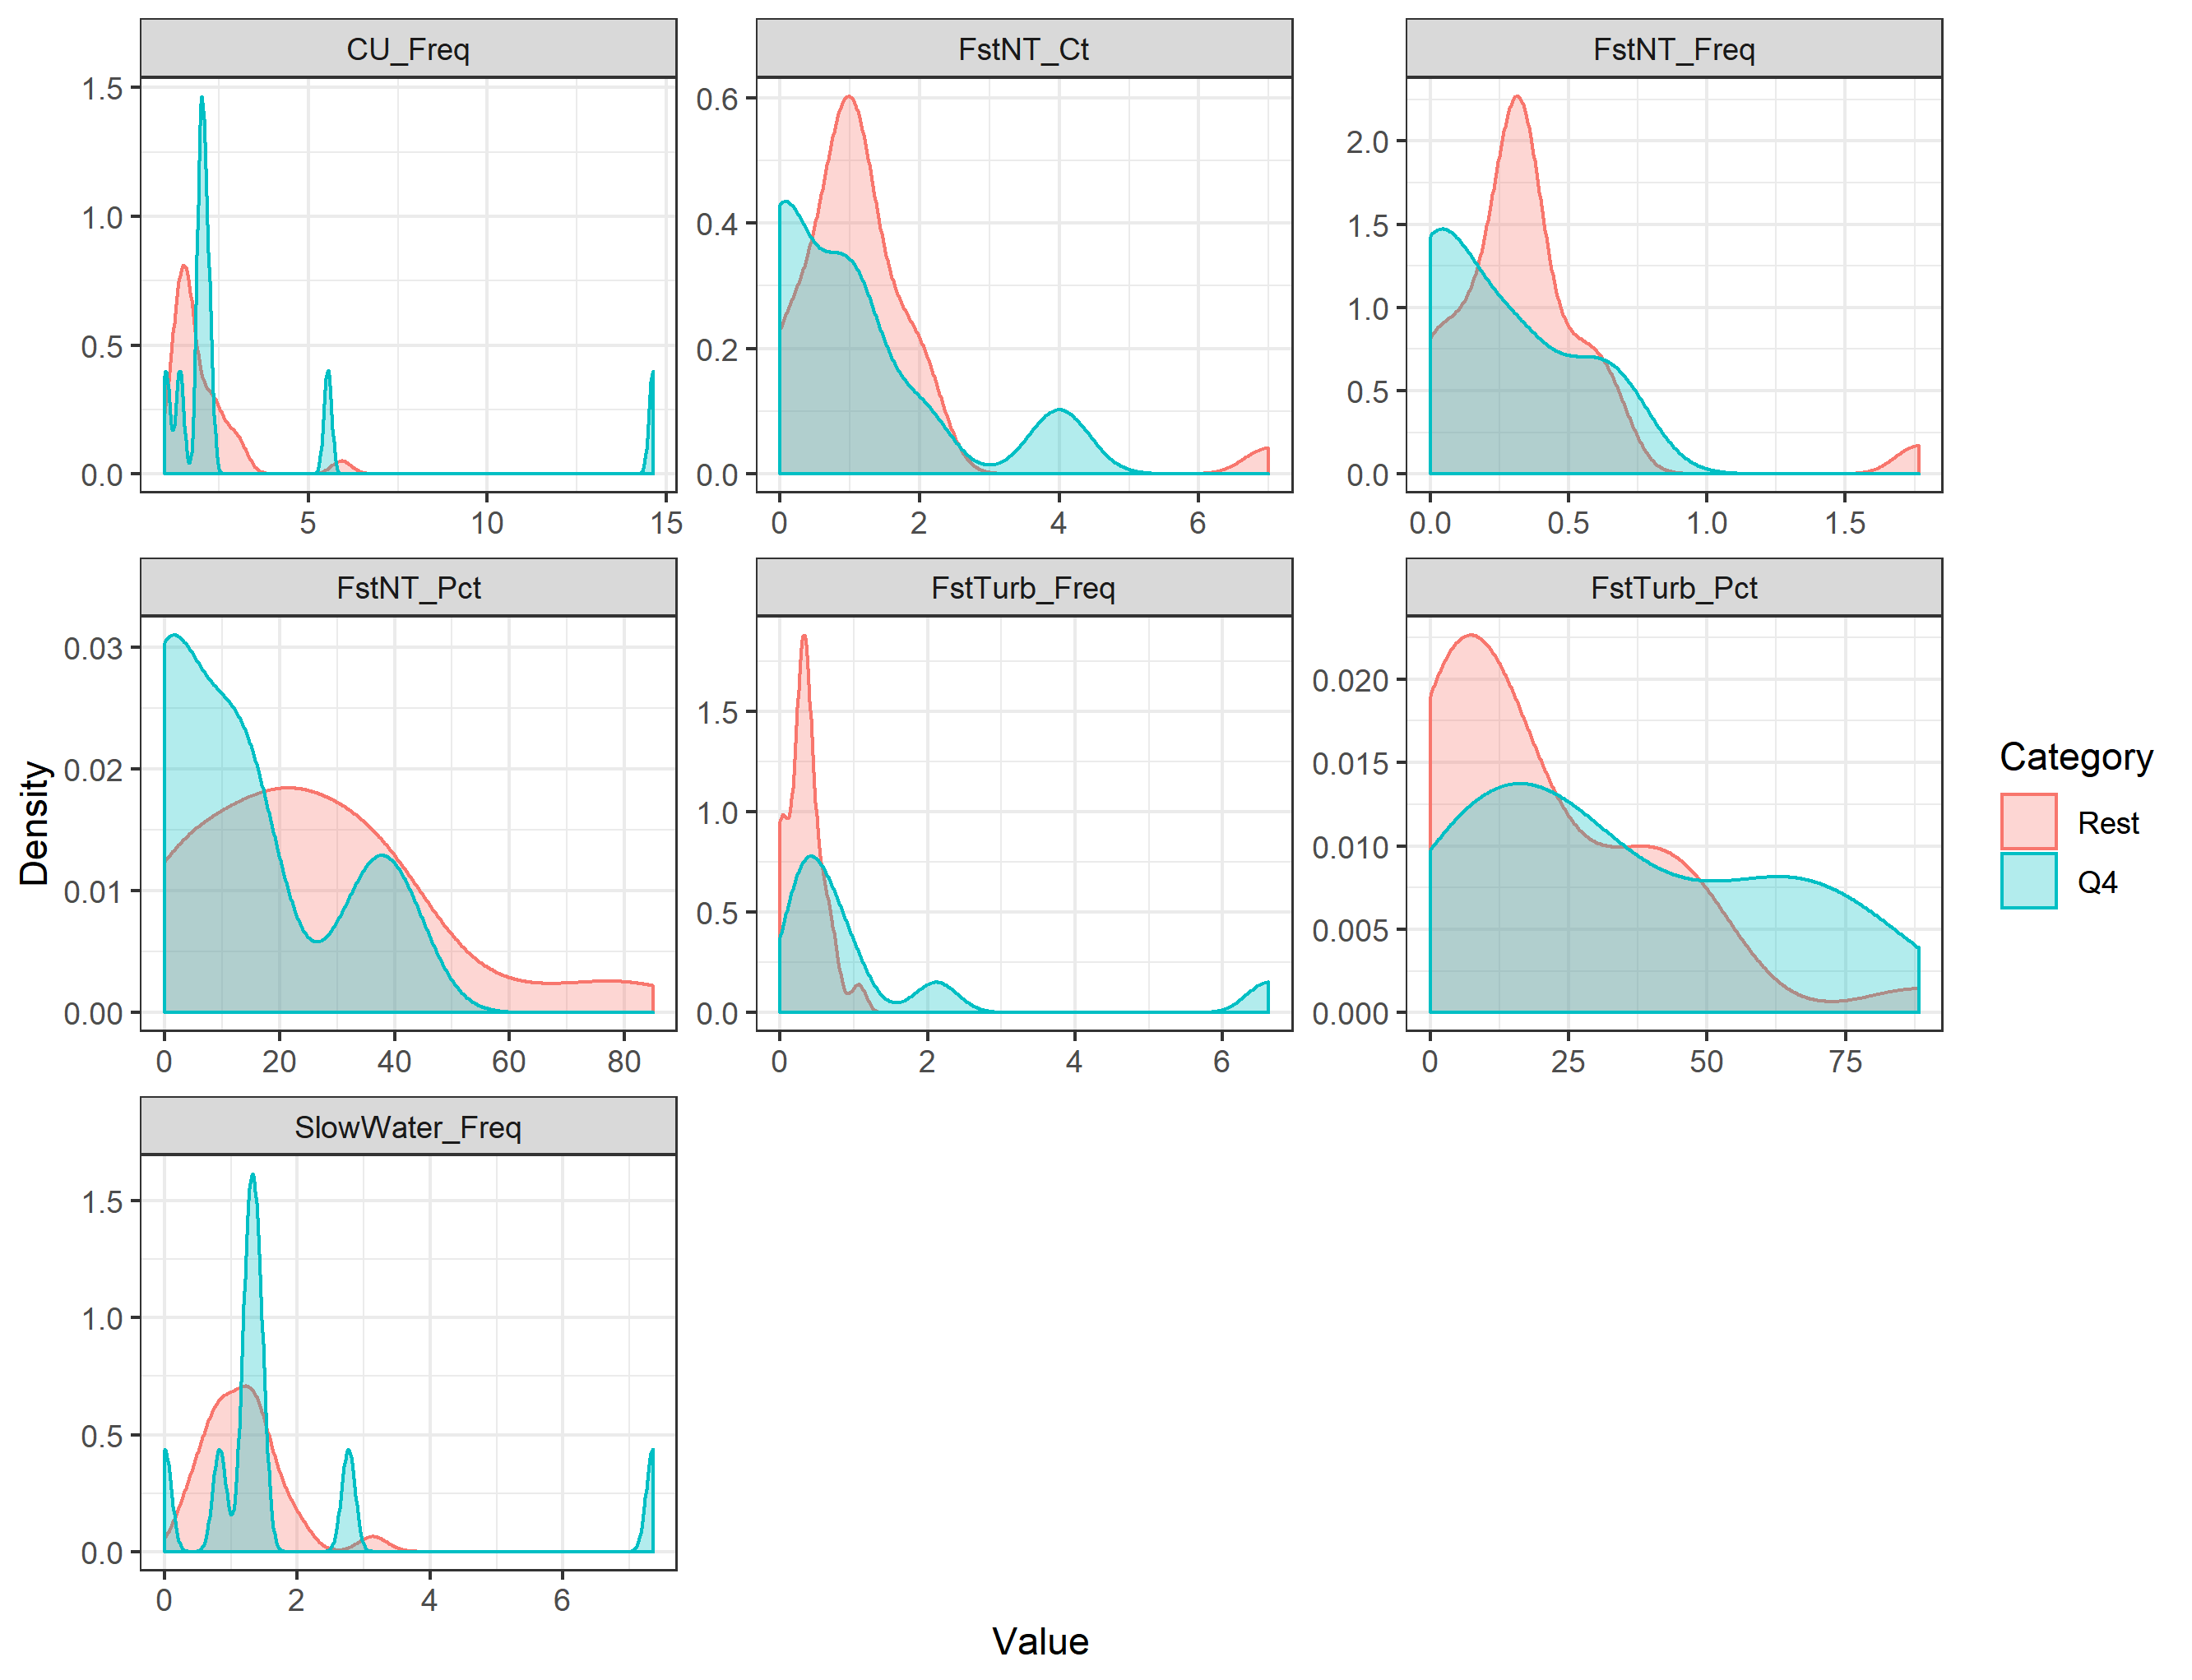 CU_Freq FstNT_Ct FstNT_Freq
1.5
1.0
0.5
0.0
5 10 15
0.6
0.4
0.2
0.0
0 2 4 6
2.0
1.5
1.0
0.5
0.0
0.0 0.5 1.0 1.5
FstNT_Pct FstTurb_Freq FstTurb_Pct
0.03
0.02
0.01
0.00
0 20 40 60 80
1.5
1.0
0.5
0.0
0 2 4 6
0.020
0.015
0.010
0.005
0.000
0 25 50 75
SlowWater_Freq
1.5
1.0
0.5
0.0
0 2 4 6
Density
Value
Category
Rest
Q4